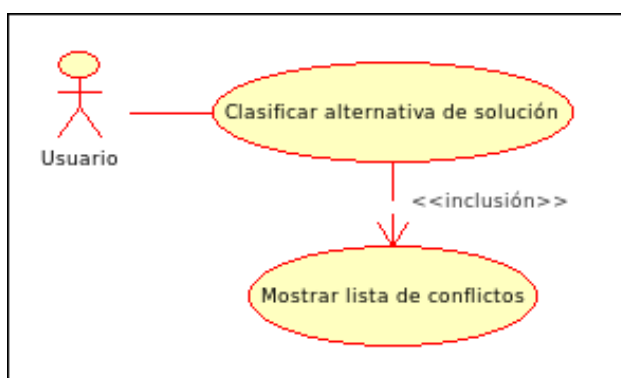 Clasificar alternativa de solución
Usuario
<<inclusión>>
Mostrar lista de conflictos